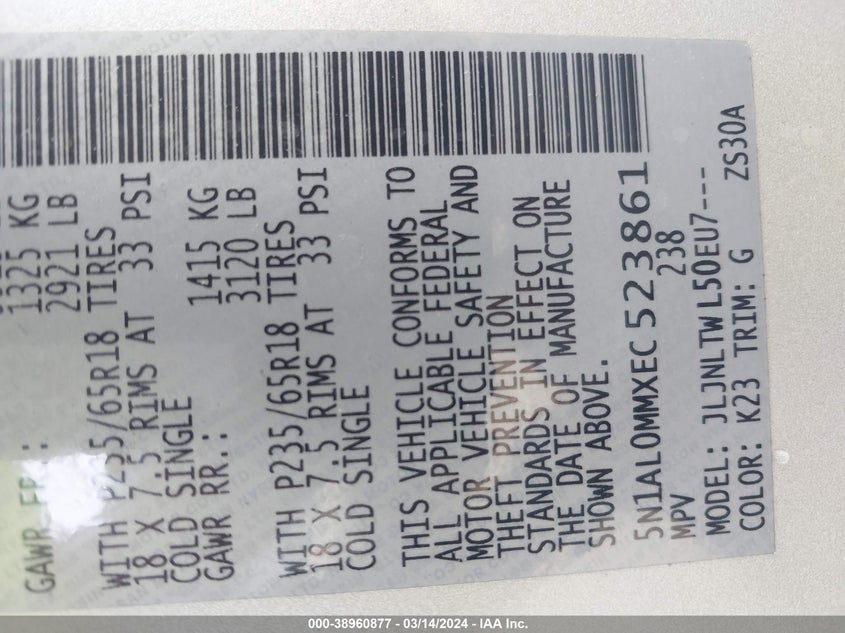 GAWR FR.: 1325 KG
2921 LB
WITH P235/65R18 TIRES
18 X 7.5 RIMS AT 33 PSI
COLD SINGLE
GAWR RR.: 1415 KG
3120 LB
WITH P235/65R18 TIRES
18 X 7.5 RIMS AT 33 PSI
COLD SINGLE
THIS VEHICLE CONFORMS TO
ALL APPLICABLE FEDERAL
MOTOR VEHICLE SAFETY AND
THEFT PREVENTION
STANDARDS IN EFFECT ON
THE DATE OF MANUFACTURE
SHOWN ABOVE.
5N1AL0MMXEC523861
MPV 238
MODEL: JLJNLTWL50EU7---
COLOR: K23 TRIM: G ZS30A
000-38960877 - 03/14/2024 - IAA Inc.